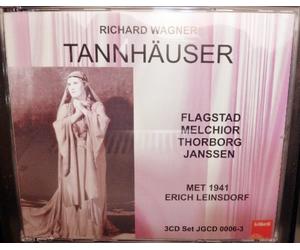 RICHARD WAGNER
TANNHÄUSER
FLAGSTAD
MELCHIOR
THORBORG
JANSSEN
MET 1941
ERICH LEINSDORF
3CD Set JGCD 0006-3